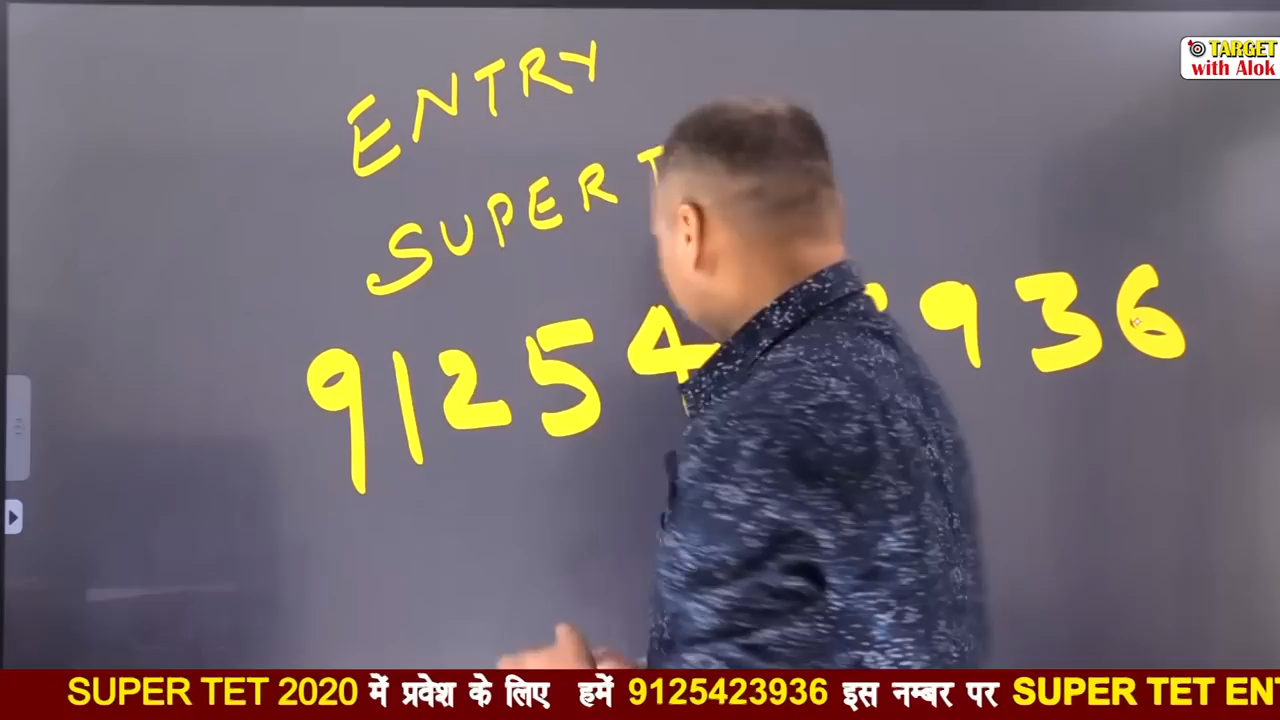 TARGET
with Alok
ENTRY
SUPER T
91254 936
SUPER TET 2020 में प्रवेश के लिए हमें 9125423936 इस नम्बर पर SUPER TET ENT